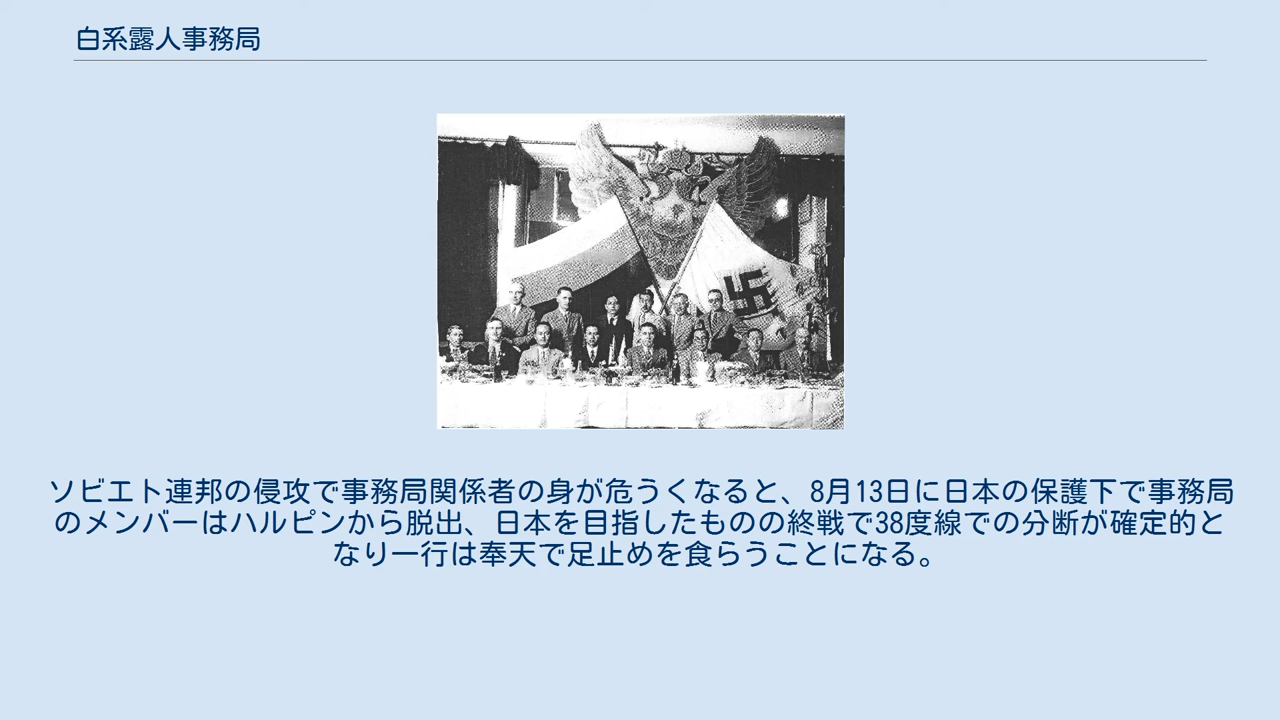 白系露人事務局
ソビエト連邦の侵攻で事務局関係者の身が危うくなると、8月13日に日本の保護下で事務局
のメンバーはハルピンから脱出、日本を目指したものの終戦で38度線での分断が確定的と
なり一行は奉天で足止めを食らうことになる。